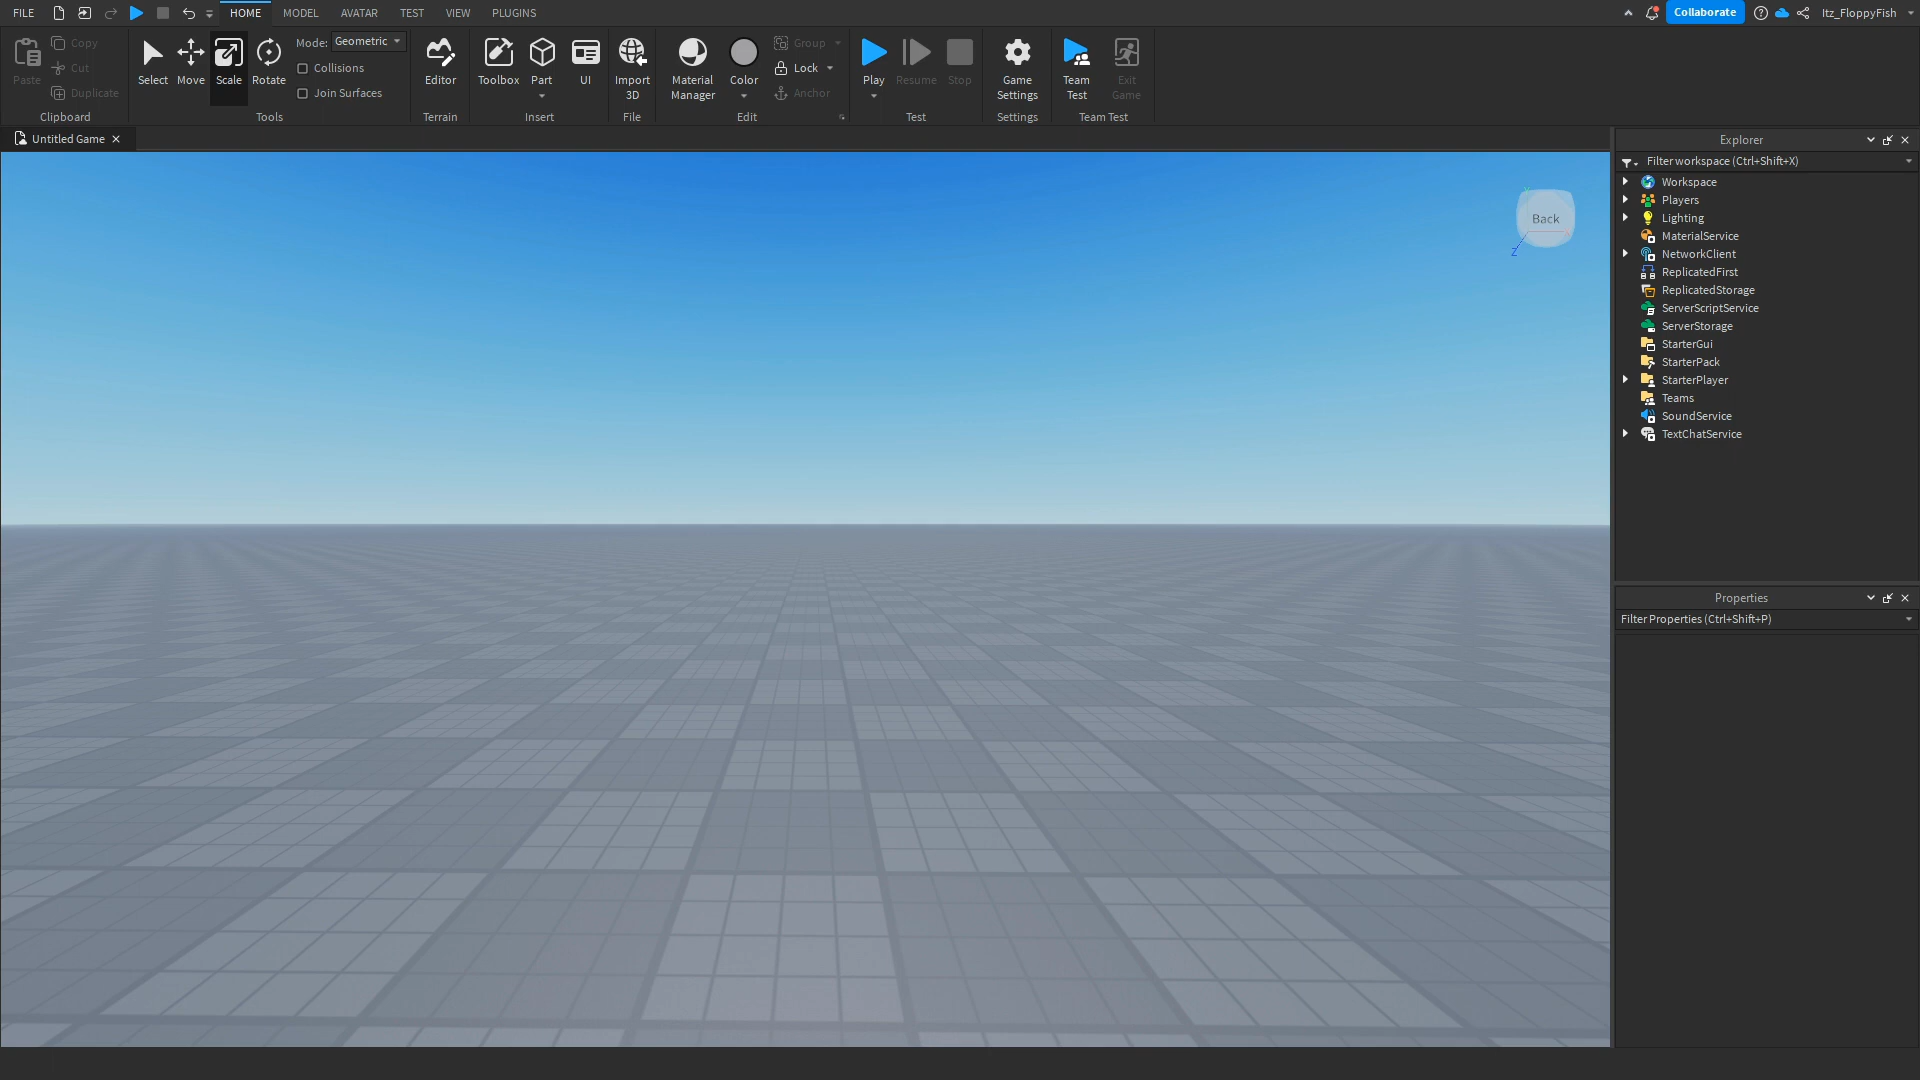 FILE HOME MODEL AVATAR TEST VIEW PLUGINS Collaborate Itz_FloppyFish
Paste Copy Cut Duplicate Clipboard
Select Move Scale Rotate Mode: Geometric Collisions Join Surfaces Tools
Editor Terrain
Toolbox Part UI Insert
Import 3D File
Material Manager Color Group Lock Anchor Edit
Play Resume Stop Test
Game Settings Settings
Team Test Exit Game Team Test
Untitled Game
Back
Z
Explorer
Filter workspace (Ctrl+Shift+X)
Workspace
Players
Lighting
MaterialService
NetworkClient
ReplicatedFirst
ReplicatedStorage
ServerScriptService
ServerStorage
StarterGui
StarterPack
StarterPlayer
Teams
SoundService
TextChatService
Properties
Filter Properties (Ctrl+Shift+P)